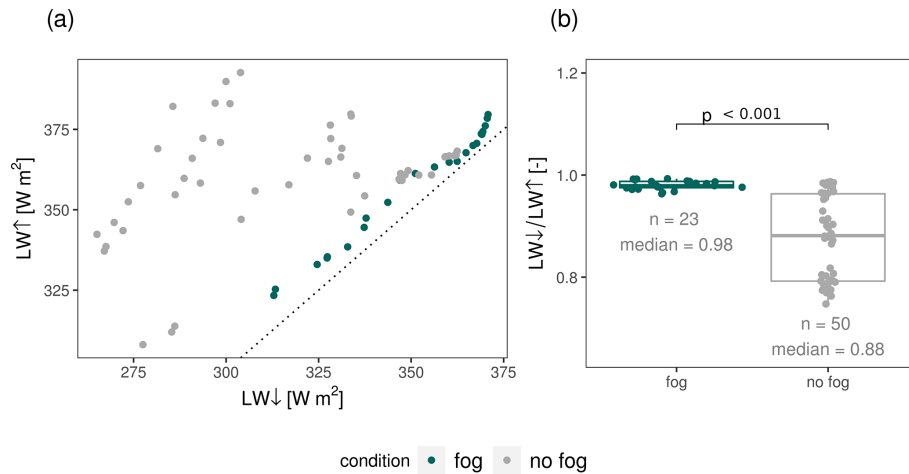 (a)
(b)
LW↑ [W m²]
375
350
325
275
300
325
350
375
LW↓ [W m²]
LW↓/LW↑ [-]
1.2
1.0
0.8
p < 0.001
n = 23
median = 0.98
n = 50
median = 0.88
fog
no fog
condition fog no fog